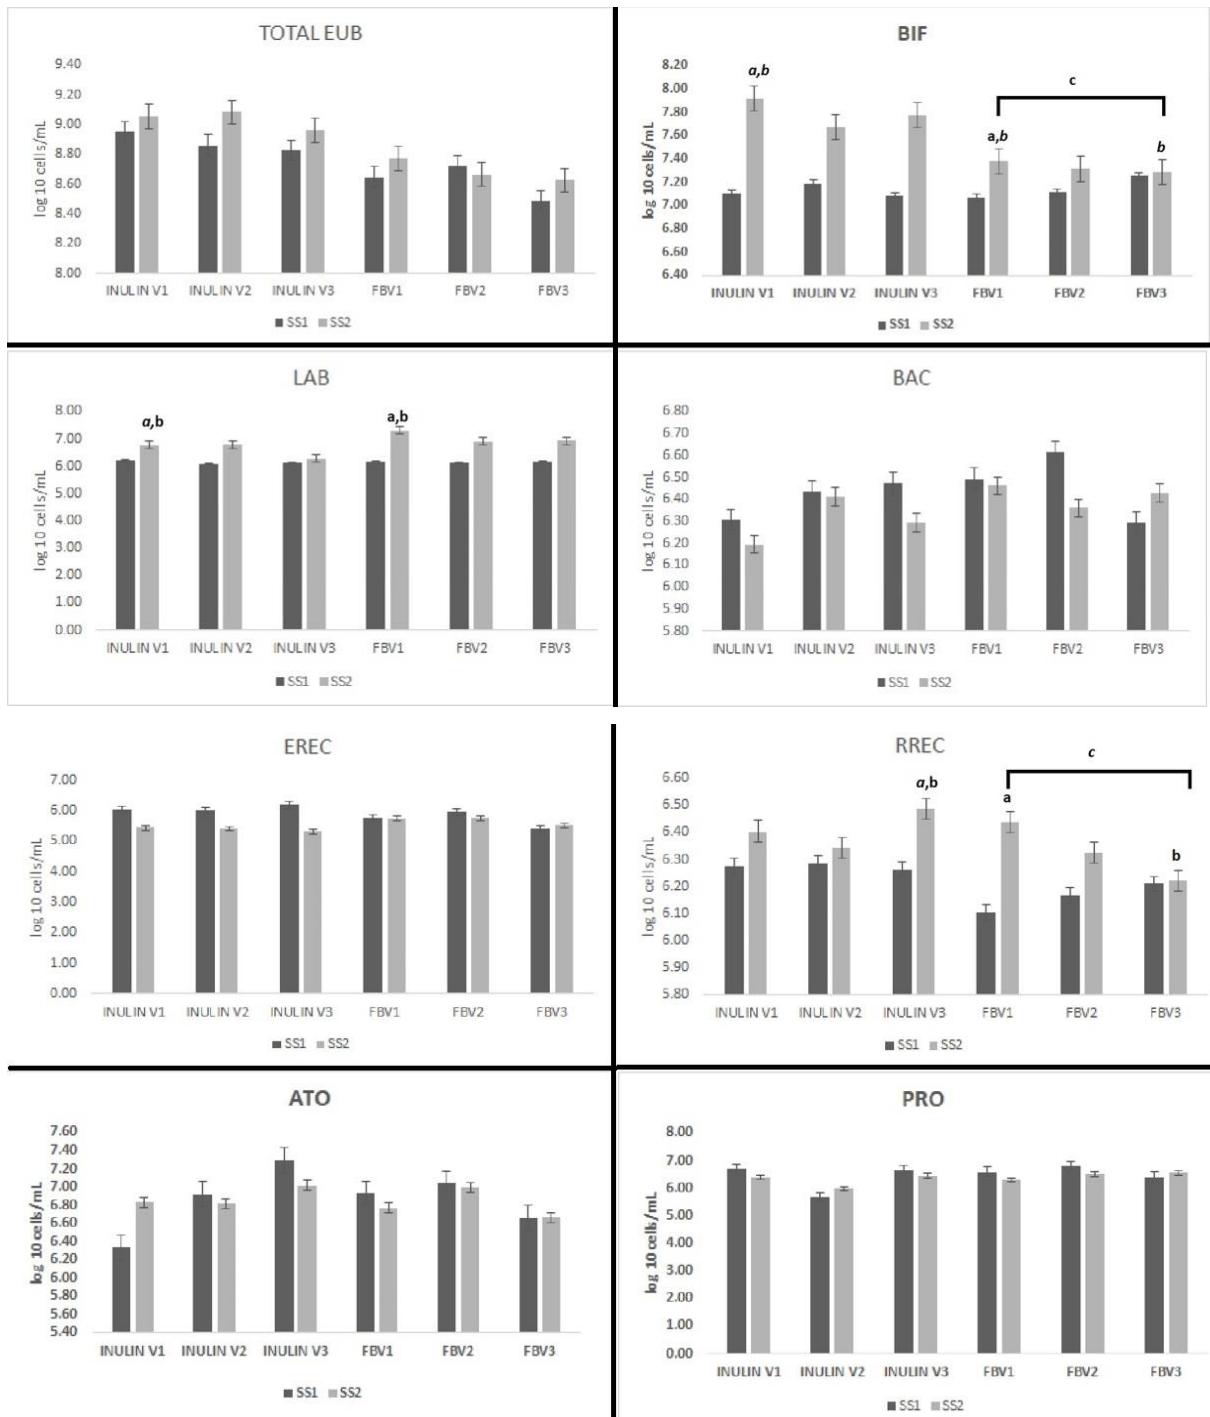 TOTAL EUB
log 10 cells/mL
9.40
9.20
9.00
8.80
8.60
8.40
8.20
8.00
INULIN V1 INULIN V2 INULIN V3 FBV1 FBV2 FBV3
SS1 SS2
BIF
log 10 cells/mL
8.20
8.00
7.80
7.60
7.40
7.20
7.00
6.80
6.60
6.40
a,b
a,b
c
b
INULIN V1 INULIN V2 INULIN V3 FBV1 FBV2 FBV3
SS1 SS2
LAB
log 10 cells/mL
8.00
7.00
6.00
5.00
4.00
3.00
2.00
1.00
0.00
a,b
a,b
INULIN V1 INULIN V2 INULIN V3 FBV1 FBV2 FBV3
SS1 SS2
BAC
log 10 cells/mL
6.80
6.70
6.60
6.50
6.40
6.30
6.20
6.10
6.00
5.90
5.80
INULIN V1 INULIN V2 INULIN V3 FBV1 FBV2 FBV3
SS1 SS2
EREC
log 10 cells/mL
7.00
6.00
5.00
4.00
3.00
2.00
1.00
0.00
INULIN V1 INULIN V2 INULIN V3 FBV1 FBV2 FBV3
SS1 SS2
RREC
log 10 cells/mL
6.60
6.50
6.40
6.30
6.20
6.10
6.00
5.90
5.80
a,b
a
c
b
INULIN V1 INULIN V2 INULIN V3 FBV1 FBV2 FBV3
SS1 SS2
ATO
log 10 cells/mL
7.60
7.40
7.20
7.00
6.80
6.60
6.40
6.20
6.00
5.80
5.60
5.40
INULIN V1 INULIN V2 INULIN V3 FBV1 FBV2 FBV3
SS1 SS2
PRO
log 10 cells/mL
8.00
7.00
6.00
5.00
4.00
3.00
2.00
1.00
0.00
INULIN V1 INULIN V2 INULIN V3 FBV1 FBV2 FBV3
SS1 SS2